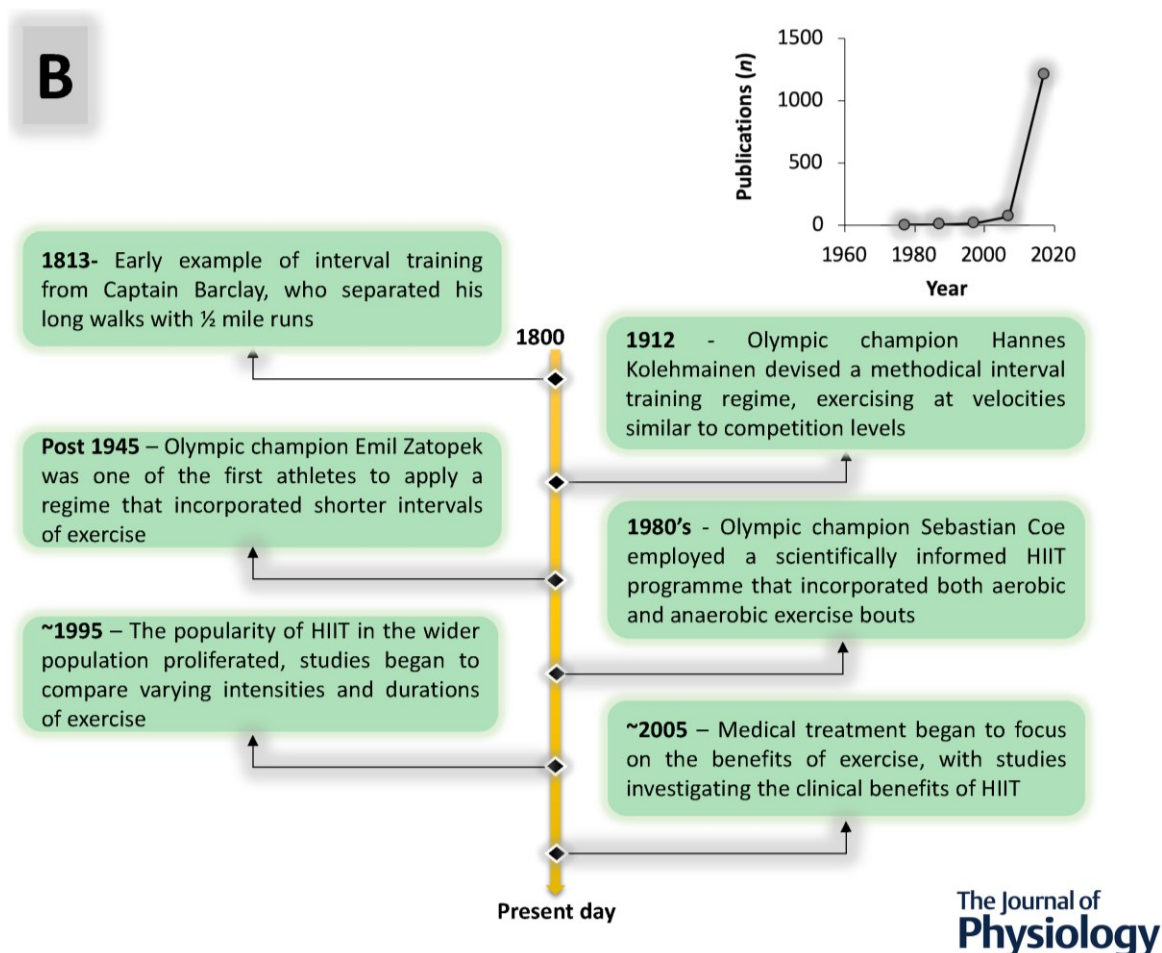 B
1500
1000
500
0
Publications (n)
1960 1980 2000 2020
Year
1813- Early example of interval training
from Captain Barclay, who separated his
long walks with ½ mile runs
1800
1912 - Olympic champion Hannes
Kolehmainen devised a methodical interval
training regime, exercising at velocities
similar to competition levels
Post 1945 – Olympic champion Emil Zatopek
was one of the first athletes to apply a
regime that incorporated shorter intervals
of exercise
1980’s - Olympic champion Sebastian Coe
employed a scientifically informed HIIT
programme that incorporated both aerobic
and anaerobic exercise bouts
~1995 – The popularity of HIIT in the wider
population proliferated, studies began to
compare varying intensities and durations
of exercise
~2005 – Medical treatment began to focus
on the benefits of exercise, with studies
investigating the clinical benefits of HIIT
Present day
The Journal of
Physiology